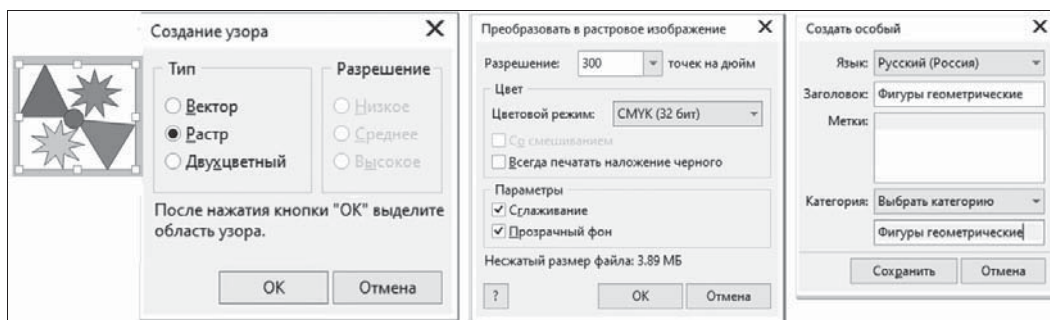 Создание узора
Тип
Разрешение
Вектор
Растр
Двухцветный
Низкое
Среднее
Высокое
После нажатия кнопки "ОК" выделите
область узора.
ОК
Отмена
Преобразовать в растровое изображение
Разрешение: 300 точек на дюйм
Цвет
Цветовой режим: CMYK (32 бит)
Со смешиванием
Всегда печатать наложение черного
Параметры
Сглаживание
Прозрачный фон
Несжатый размер файла: 3.89 МБ
?
ОК
Отмена
Создать особый
Язык: Русский (Россия)
Заголовок: Фигуры геометрические
Метки:
Категория: Выбрать категорию
Фигуры геометрические
Сохранить
Отмена